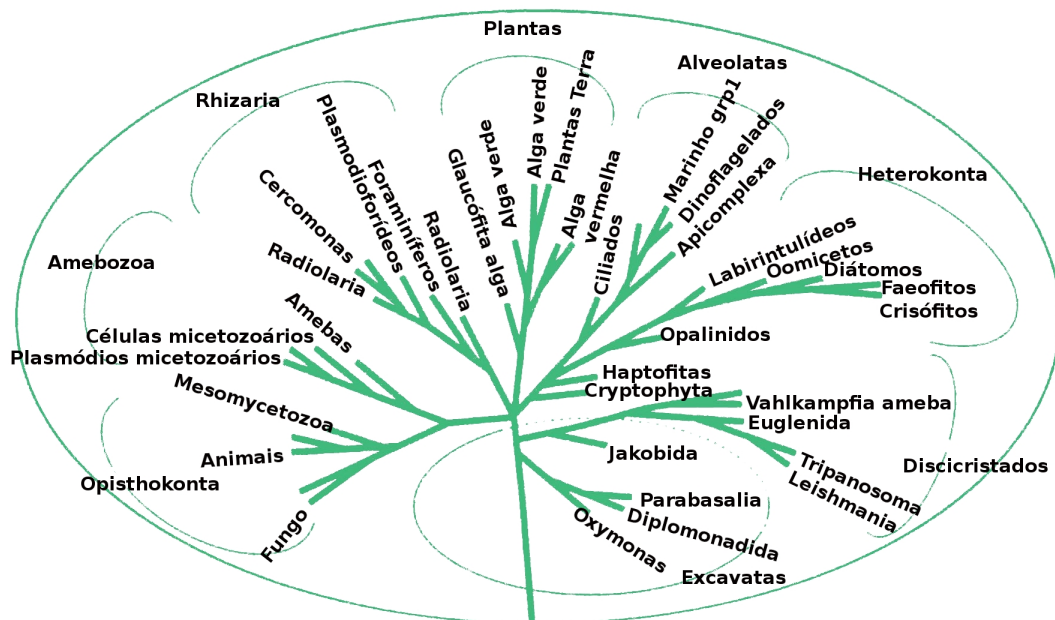 Plantas
Alveolatas
Rhizaria
Heterokonta
Amebozoa
Plasmodioforídeos
Foraminíferos
Radiolaria
Cercomonas
Radiolaria
Glaucófita alga
Alga verde
Alga verde
Plantas Terra
Alga
vermelha
Ciliados
Marinho grp1
Dinoflagelados
Apicomplexa
Labirintulídeos
Oomicetos
Diátomos
Faeofitos
Crisófitos
Opalinidos
Amebas
Células micetozoários
Plasmódios micetozoários
Mesomycetozoa
Haptofitas
Cryptophyta
Vahlkampfia ameba
Euglenida
Animais
Jakobida
Tripanosoma
Leishmania
Discicristados
Opisthokonta
Fungo
Parabasalia
Diplomonadida
Oxymonas
Excavatas